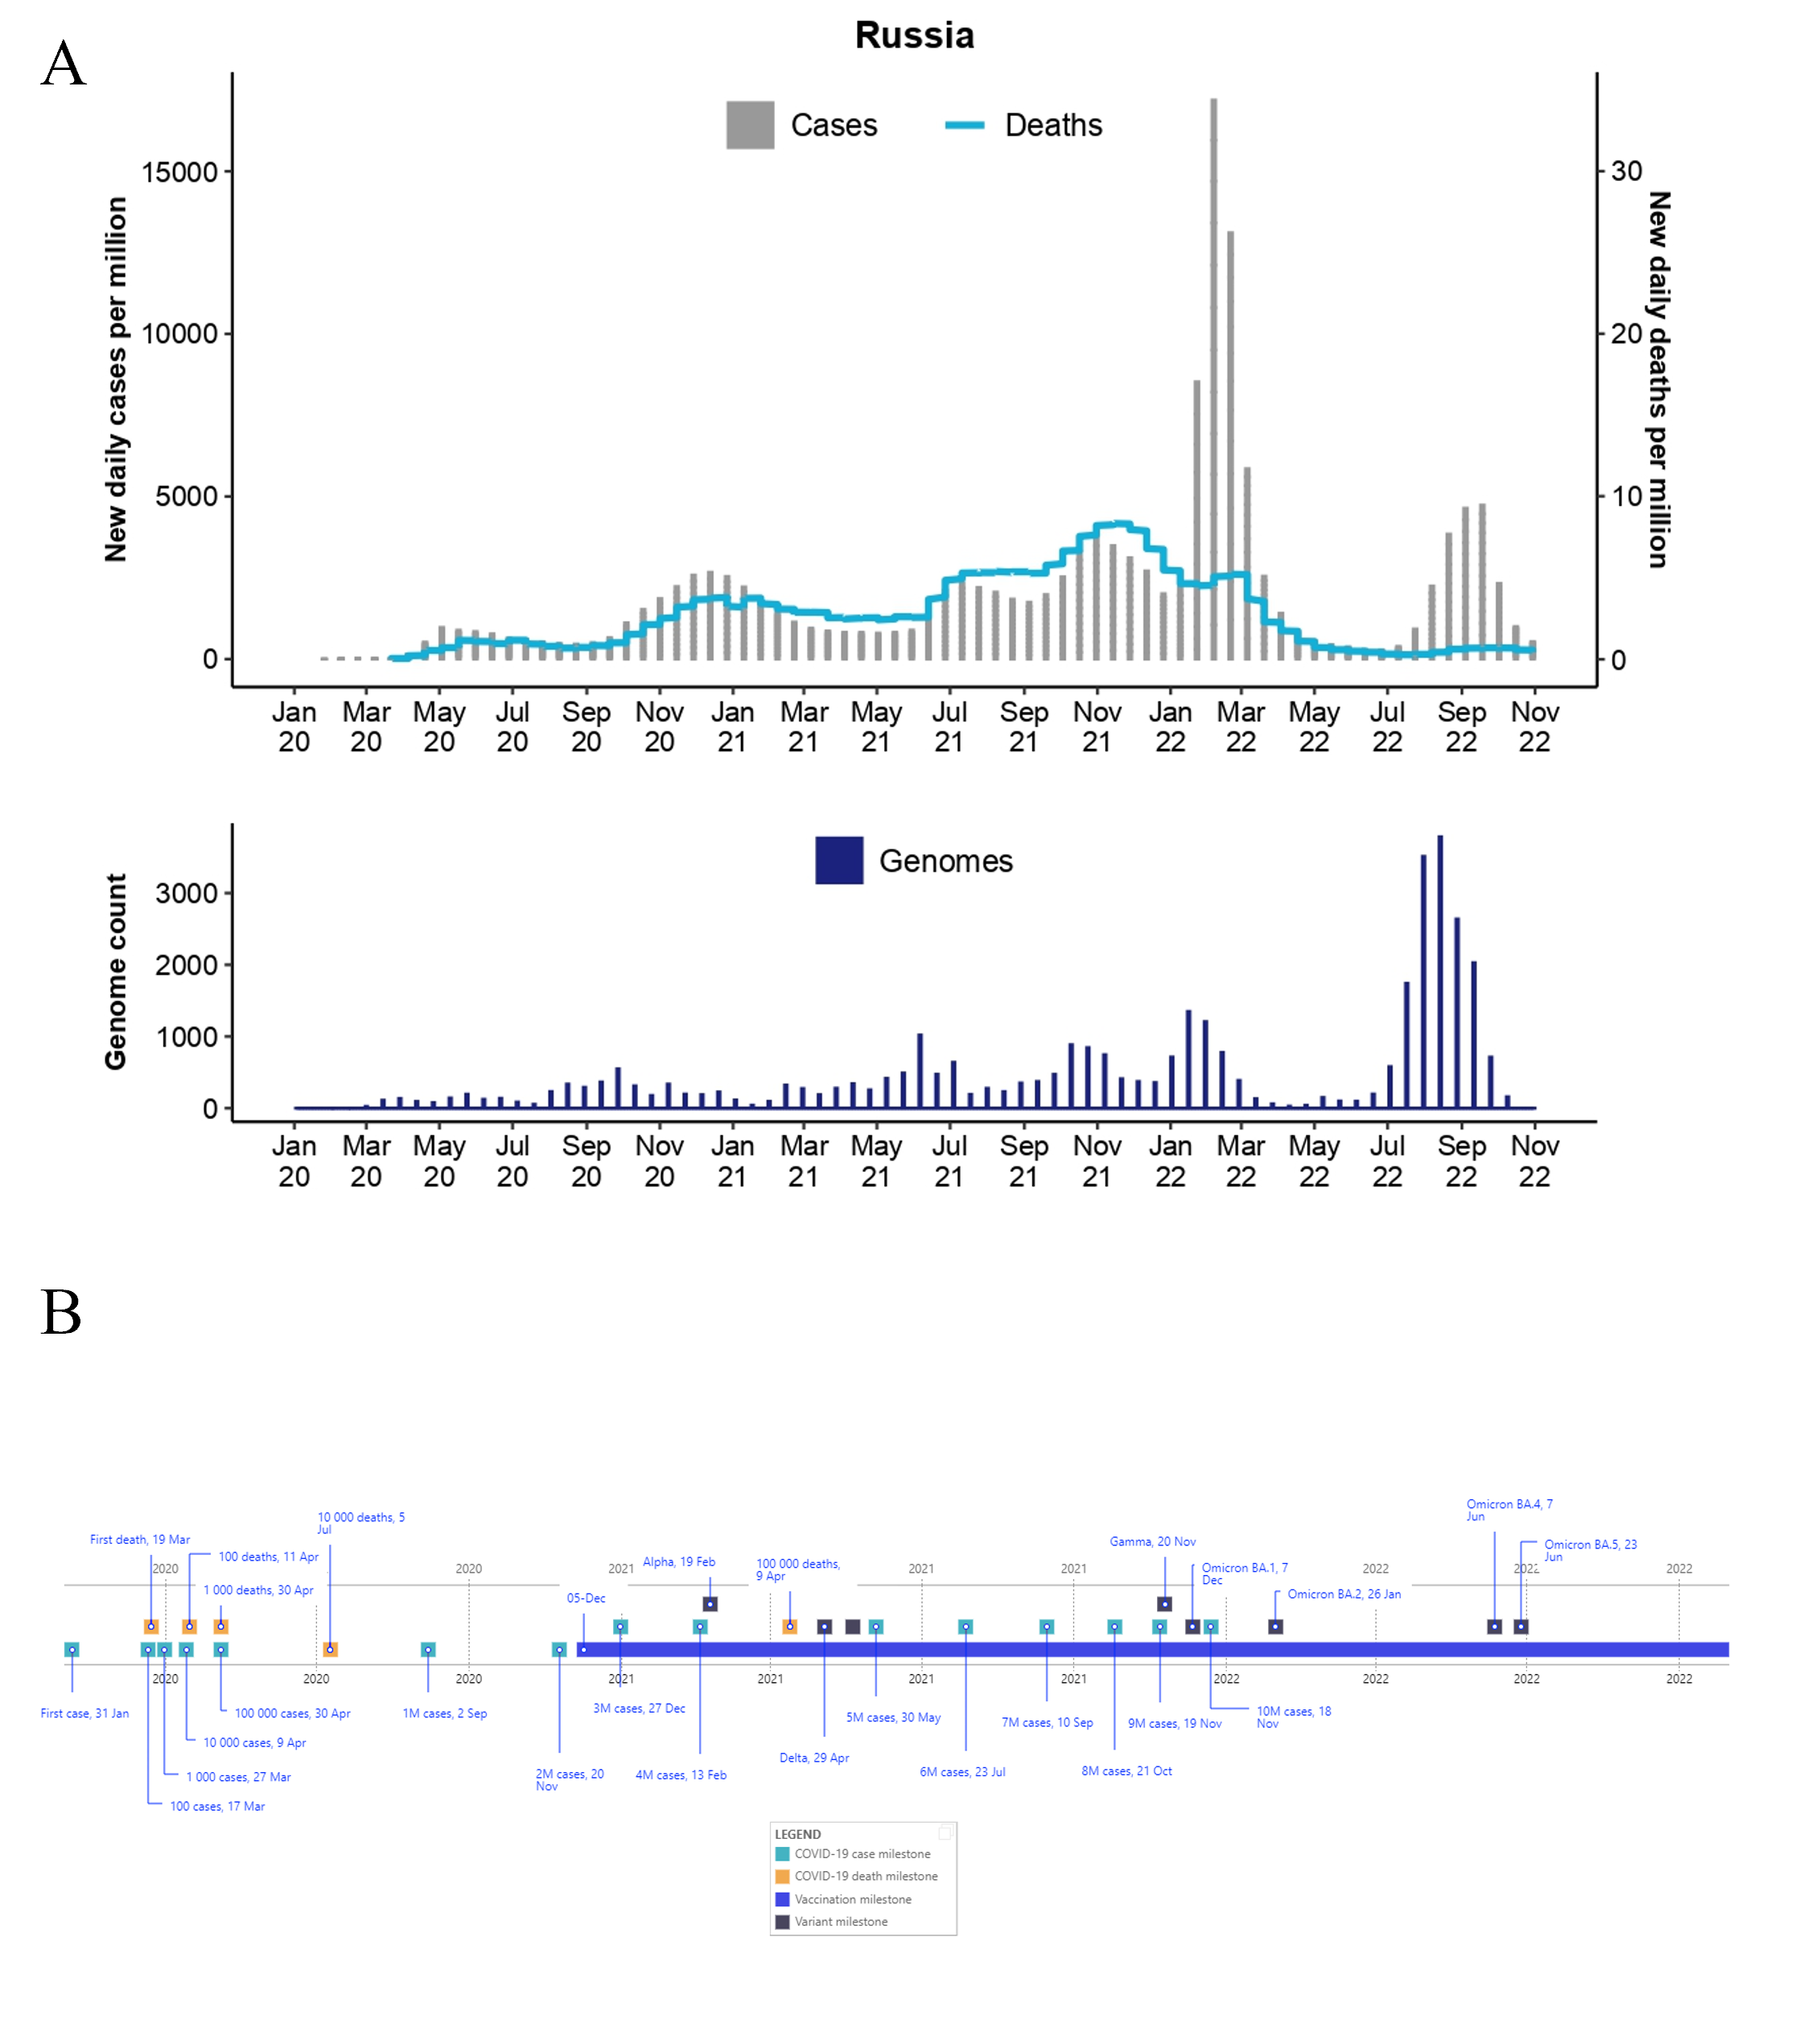 A
Russia
Cases
Deaths
New daily cases per million
15000
10000
5000
0
30
20
10
0
New daily deaths per million
Jan Mar May Jul Sep Nov Jan Mar May Jul Sep Nov Jan Mar May Jul Sep Nov
20 20 20 20 20 20 21 21 21 21 21 21 22 22 22 22 22 22
Genomes
Genome count
3000
2000
1000
0
Jan Mar May Jul Sep Nov Jan Mar May Jul Sep Nov Jan Mar May Jul Sep Nov
20 20 20 20 20 20 21 21 21 21 21 21 22 22 22 22 22 22
B
Omicron BA.4, 7
Jun
10 000 deaths, 5
Jul
First death, 19 Mar
Gamma, 20 Nov
Omicron BA.5, 23
Jun
100 deaths, 11 Apr
Alpha, 19 Feb
100 000 deaths,
9 Apr
2020 2020 2021 2021 2021 2022 2022 2022
Omicron BA.1, 7
Dec
1 000 deaths, 30 Apr
Omicron BA.2, 26 Jan
05-Dec
2020 2020 2020 2021 2021 2021 2021 2022 2022 2022 2022
First case, 31 Jan
100 000 cases, 30 Apr
1M cases, 2 Sep
3M cases, 27 Dec
5M cases, 30 May
7M cases, 10 Sep
9M cases, 19 Nov
10M cases, 18
Nov
10 000 cases, 9 Apr
Delta, 29 Apr
1 000 cases, 27 Mar
2M cases, 20
Nov
4M cases, 13 Feb
6M cases, 23 Jul
8M cases, 21 Oct
100 cases, 17 Mar
LEGEND
COVID-19 case milestone
COVID-19 death milestone
Vaccination milestone
Variant milestone